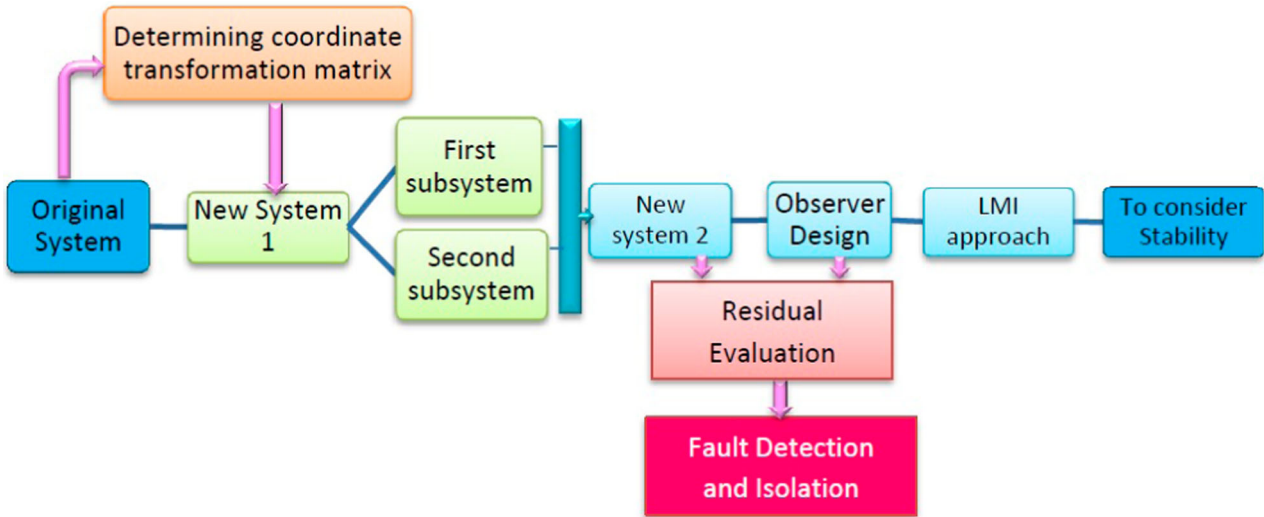 Determining coordinate
transformation matrix
Original
System
New System
1
First
subsystem
Second
subsystem
New
system 2
Observer
Design
LMI
approach
To consider
Stability
Residual
Evaluation
Fault Detection
and Isolation